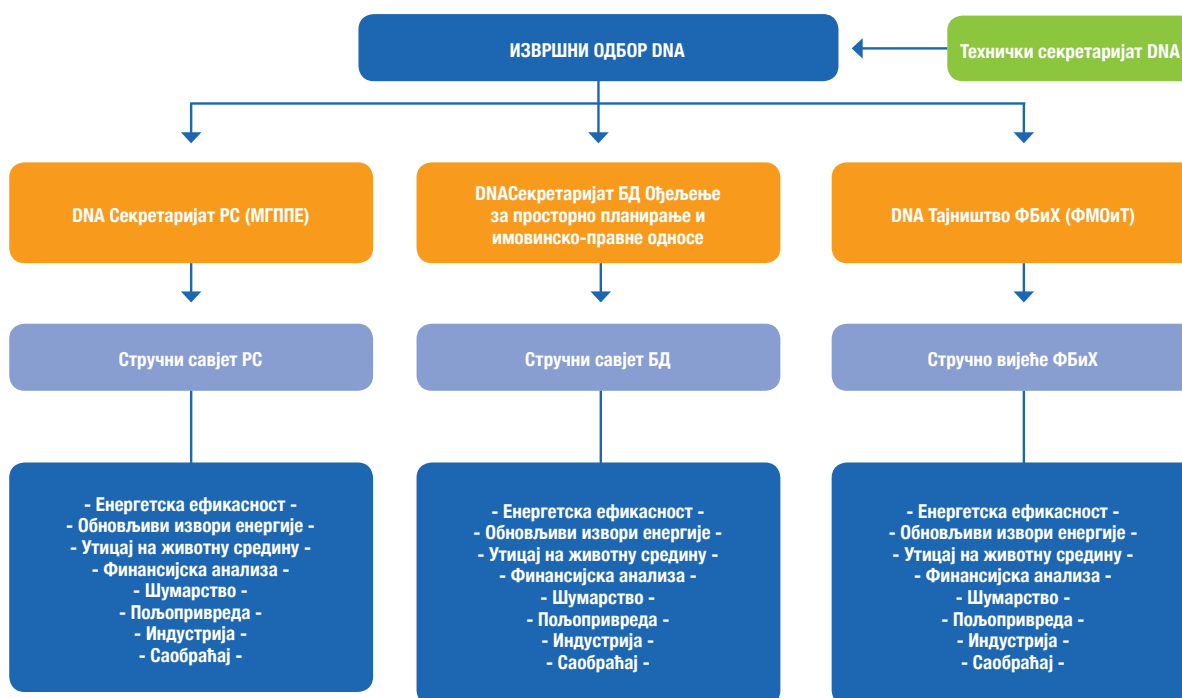 ИЗВРШНИ ОДБОР DNA
Технички секретаријат DNA
DNA Секретаријат РС (МГППЕ)
DNAСекретаријат БД Одјељење
за просторно планирање и
имовинско-правне односе
DNA Тајништво ФБиХ (ФМОиТ)
Стручни савјет РС
Стручни савјет БД
Стручно вијеће ФБиХ
- Енергетска ефикасност -
- Обновљиви извори енергије -
- Утицај на животну средину -
- Финансијска анализа -
- Шумарство -
- Пољопривреда -
- Индустрија -
- Саобраћај -
- Енергетска ефикасност -
- Обновљиви извори енергије -
- Утицај на животну средину -
- Финансијска анализа -
- Шумарство -
- Пољопривреда -
- Индустрија -
- Саобраћај -
- Енергетска ефикасност -
- Обновљиви извори енергије -
- Утицај на животну средину -
- Финансијска анализа -
- Шумарство -
- Пољопривреда -
- Индустрија -
- Саобраћај -